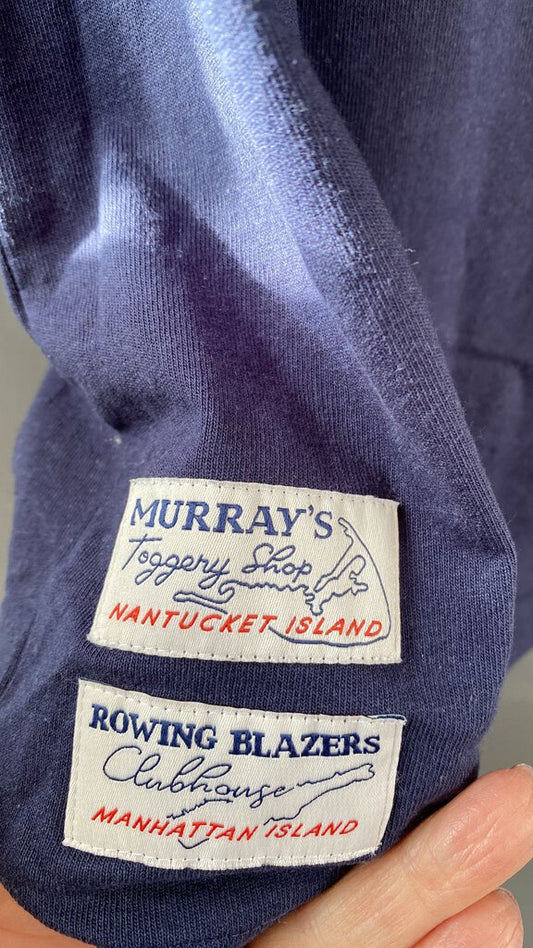 MURRAY'S
Toggery Shop
NANTUCKET ISLAND
ROWING BLAZERS
Clubhouse
MANHATTAN ISLAND